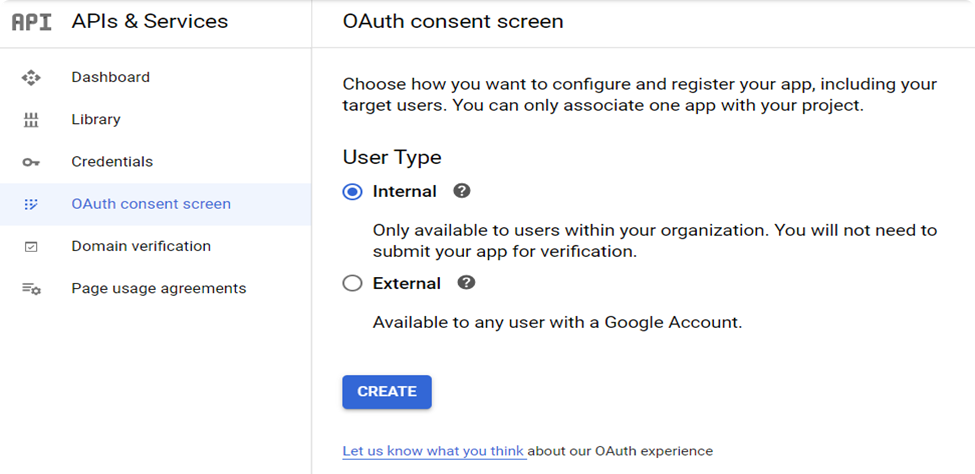 API APIs & Services
Dashboard
Library
Credentials
OAuth consent screen
Domain verification
Page usage agreements
OAuth consent screen
Choose how you want to configure and register your app, including your
target users. You can only associate one app with your project.
User Type
Internal ?
Only available to users within your organization. You will not need to
submit your app for verification.
External ?
Available to any user with a Google Account.
CREATE
Let us know what you think about our OAuth experience